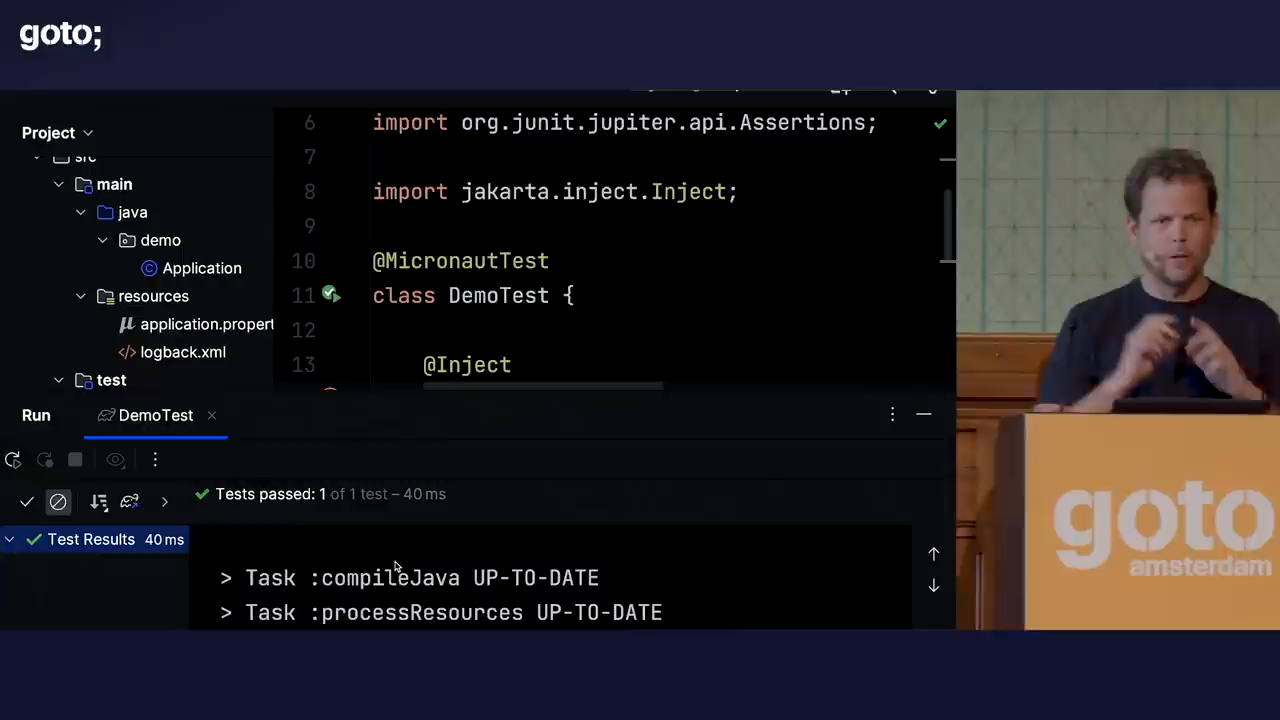 goto;
Project
src
main
java
demo
Application
resources
application.propert
logback.xml
test
6 import org.junit.jupiter.api.Assertions;
7
8 import jakarta.inject.Inject;
9
10 @MicronautTest
11 class DemoTest {
12
13 @Inject
Run DemoTest
Tests passed: 1 of 1 test – 40 ms
Test Results 40 ms
> Task :compileJava UP-TO-DATE
> Task :processResources UP-TO-DATE
goto
amsterdam